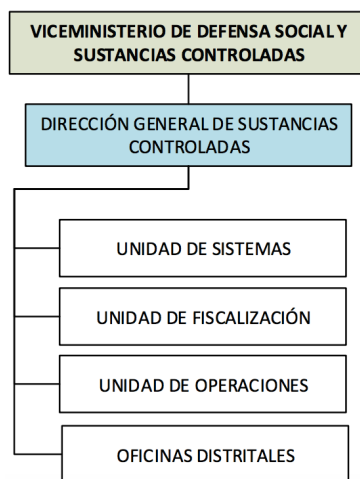 VICEMINISTERIO DE DEFENSA SOCIAL Y
SUSTANCIAS CONTROLADAS
DIRECCIÓN GENERAL DE SUSTANCIAS
CONTROLADAS
UNIDAD DE SISTEMAS
UNIDAD DE FISCALIZACIÓN
UNIDAD DE OPERACIONES
OFICINAS DISTRITALES